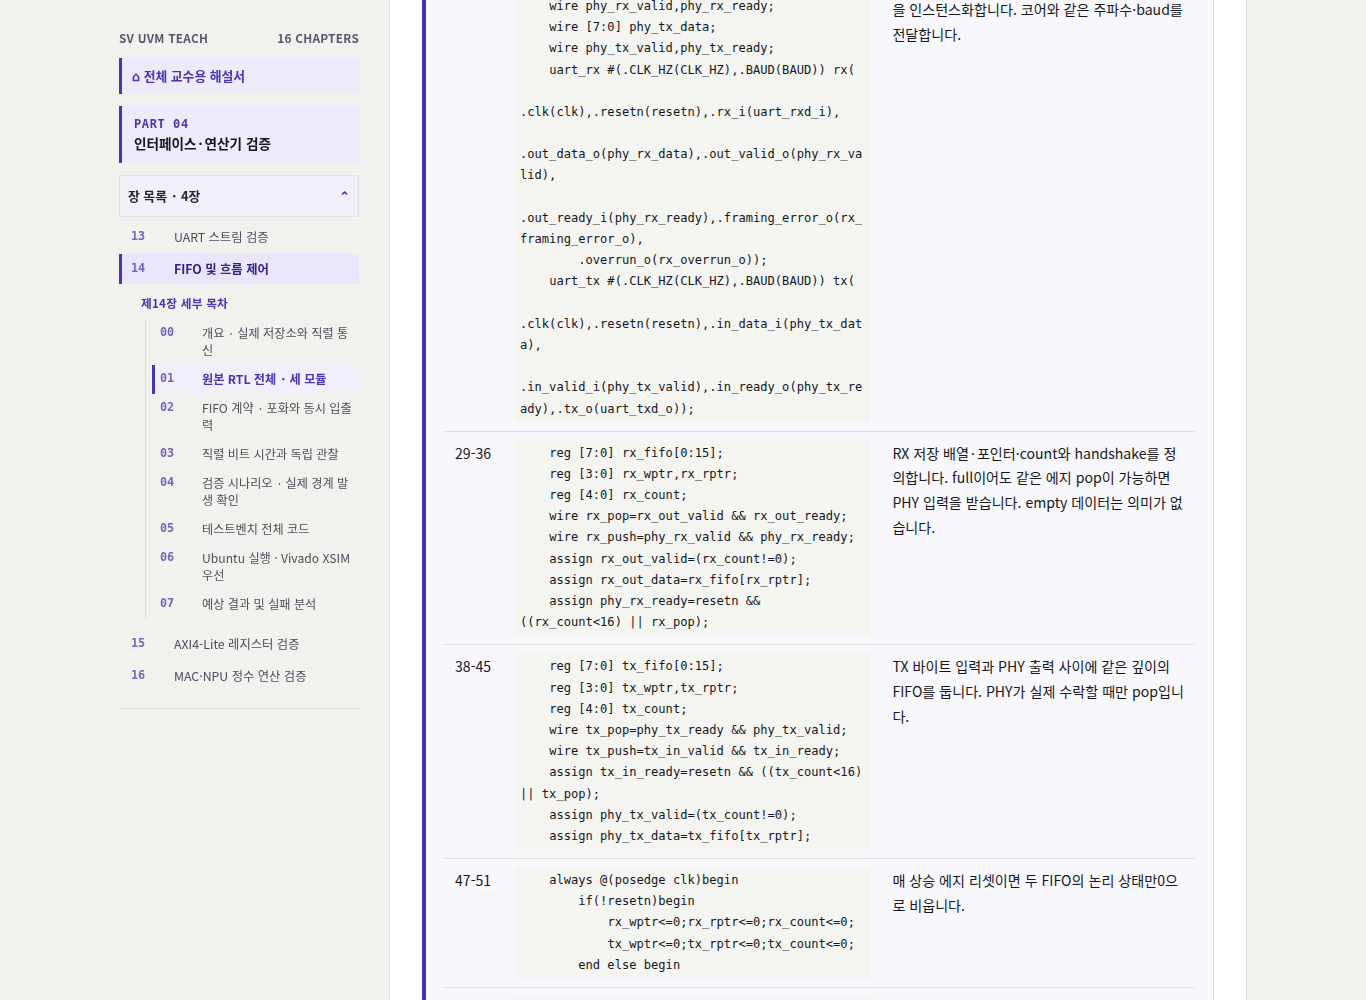 SV UVM TEACH 16 CHAPTERS
⌂ 전체 교수용 해설서
PART 04
인터페이스·연산기 검증
장 목록 · 4장
13 UART 스트림 검증
14 FIFO 및 흐름 제어
제14장 세부 목차
00 개요 · 실제 저장소와 직렬 통
신
01 원본 RTL 전체 · 세 모듈
02 FIFO 계약 · 포화와 동시 입출
력
03 직렬 비트 시간과 독립 관찰
04 검증 시나리오 · 실제 경계 발
생 확인
05 테스트벤치 전체 코드
06 Ubuntu 실행 · Vivado XSIM
우선
07 예상 결과 및 실패 분석
15 AXI4-Lite 레지스터 검증
16 MAC·NPU 정수 연산 검증
wire phy_rx_valid,phy_rx_ready;
wire [7:0] phy_tx_data;
wire phy_tx_valid,phy_tx_ready;
uart_rx #(.CLK_HZ(CLK_HZ),.BAUD(BAUD)) rx(
.clk(clk),.resetn(resetn),.rx_i(uart_rxd_i),
.out_data_o(phy_rx_data),.out_valid_o(phy_rx_va
lid),
.out_ready_i(phy_rx_ready),.framing_error_o(rx_
framing_error_o),
.overrun_o(rx_overrun_o));
uart_tx #(.CLK_HZ(CLK_HZ),.BAUD(BAUD)) tx(
.clk(clk),.resetn(resetn),.in_data_i(phy_tx_dat
a),
.in_valid_i(phy_tx_valid),.in_ready_o(phy_tx_re
ady),.tx_o(uart_txd_o));
을 인스턴스화합니다. 코어와 같은 주파수·baud를
전달합니다.
29-36
reg [7:0] rx_fifo[0:15];
reg [3:0] rx_wptr,rx_rptr;
reg [4:0] rx_count;
wire rx_pop=rx_out_valid && rx_out_ready;
wire rx_push=phy_rx_valid && phy_rx_ready;
assign rx_out_valid=(rx_count!=0);
assign rx_out_data=rx_fifo[rx_rptr];
assign phy_rx_ready=resetn &&
((rx_count<16) || rx_pop);
RX 저장 배열·포인터·count와 handshake를 정
의합니다. full이어도 같은 에지 pop이 가능하면
PHY 입력을 받습니다. empty 데이터는 의미가 없
습니다.
38-45
reg [7:0] tx_fifo[0:15];
reg [3:0] tx_wptr,tx_rptr;
reg [4:0] tx_count;
wire tx_pop=phy_tx_ready && phy_tx_valid;
wire tx_push=tx_in_valid && tx_in_ready;
assign tx_in_ready=resetn && ((tx_count<16)
|| tx_pop);
assign phy_tx_valid=(tx_count!=0);
assign phy_tx_data=tx_fifo[tx_rptr];
TX 바이트 입력과 PHY 출력 사이에 같은 깊이의
FIFO를 둡니다. PHY가 실제 수락할 때만 pop입니
다.
47-51
always @(posedge clk)begin
if(!resetn)begin
rx_wptr<=0;rx_rptr<=0;rx_count<=0;
tx_wptr<=0;tx_rptr<=0;tx_count<=0;
end else begin
매 상승 에지 리셋이면 두 FIFO의 논리 상태만0으
로 비웁니다.